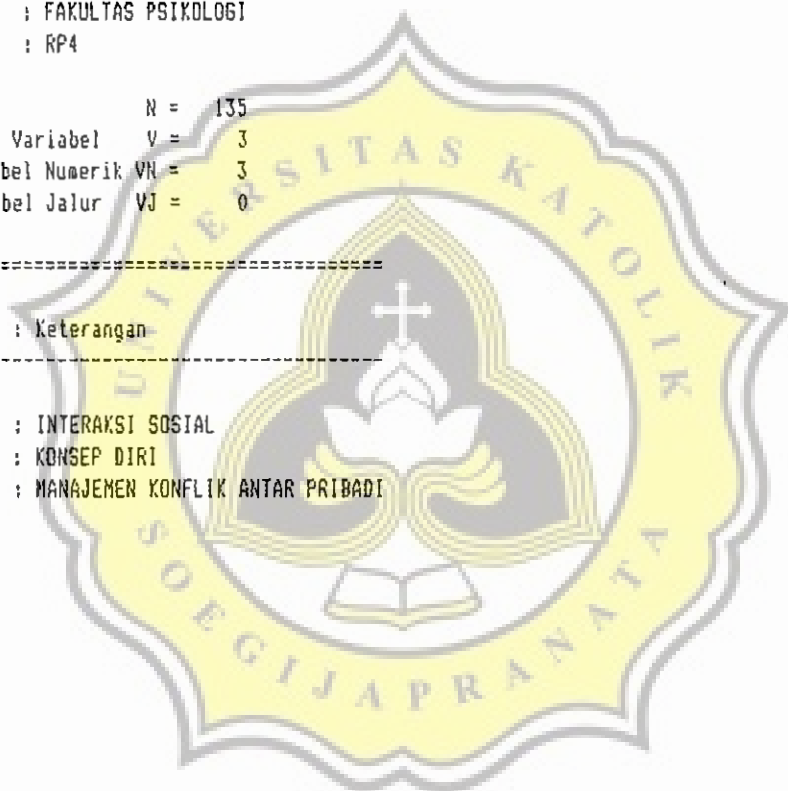 : FAKULTAS PSIKOLOGI
: RP4
N = 135
Variabel V = 3
bel Numerik VN = 3
bel Jalur VJ = 0
================================
: Keterangan
--------------------------------
: INTERAKSI SOSIAL
: KONSEP DIRI
: MANAJEMEN KONFLIK ANTAR PRIBADI
UNIVERSITAS KATOLIK
SOEGIJAPRANATA